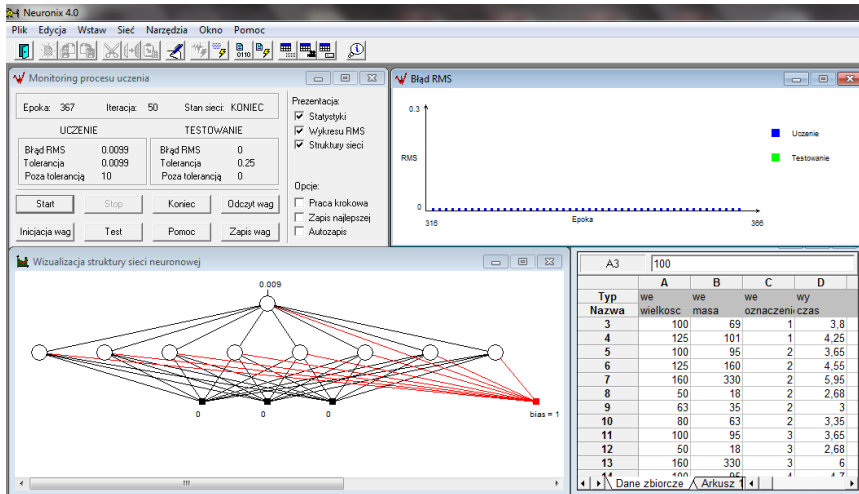 Neuronix 4.0
Plik Edycja Wstaw Sieć Narzędzia Okno Pomoc
Monitoring procesu uczenia
Epoka: 367 Iteracja: 50 Stan sieci: KONIEC
UCZENIE TESTOWANIE
Błąd RMS 0.0099 Błąd RMS 0
Tolerancja 0.0099 Tolerancja 0.25
Poza tolerancją 10 Poza tolerancją 0
Start Stop Koniec Odczyt wag
Inicjacja wag Test Pomoc Zapis wag
Prezentacja:
Statystyki
Wykresu RMS
Struktury sieci
Opcje:
Praca krokowa
Zapis najlepszej
Autozapis
Błąd RMS
0.3
RMS
0
316 Epoka 366
Uczenie
Testowanie
Wizualizacja struktury sieci neuronowej
0.009
0 0 0 bias = 1
A3 100
A B C D
Typ we we we wy
Nazwa wielkosc masa oznaczenie czas
3 100 69 1 3,8
4 125 101 1 4,25
5 100 95 2 3,65
6 125 160 2 4,55
7 160 330 2 5,95
8 50 18 2 2,68
9 63 35 2 3
10 80 63 2 3,35
11 100 95 3 3,65
12 50 18 3 2,68
13 160 330 3 6
14 100 95 4 4,7
Dane zbiorcze Arkusz 1